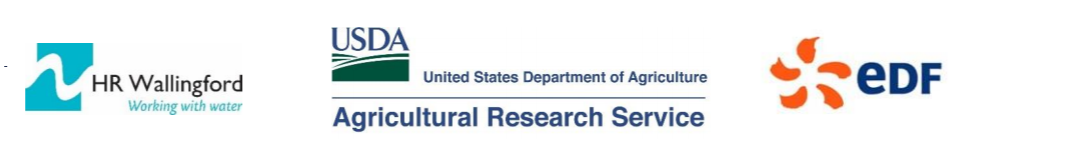 HR Wallingford
Working with water
USDA
United States Department of Agriculture
Agricultural Research Service
eDF